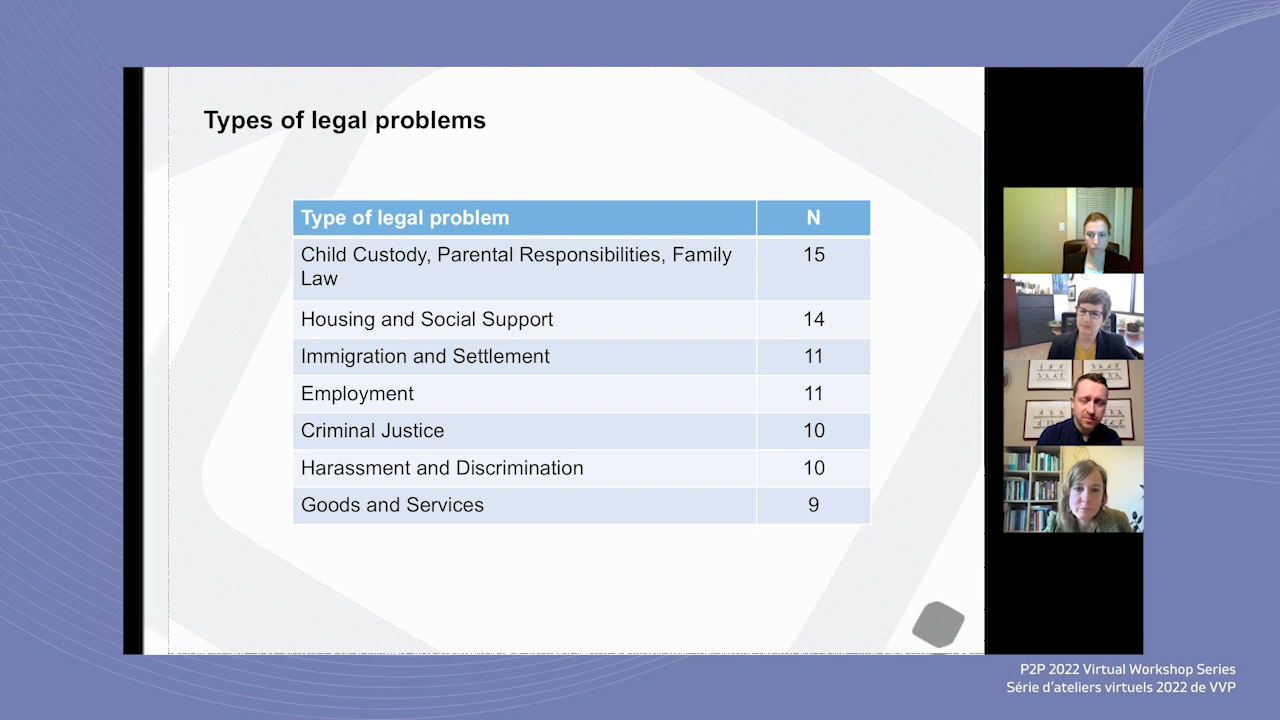 Types of legal problems
Type of legal problem N
Child Custody, Parental Responsibilities, Family 15
Law
Housing and Social Support 14
Immigration and Settlement 11
Employment 11
Criminal Justice 10
Harassment and Discrimination 10
Goods and Services 9
P2P 2022 Virtual Workshop Series
Série d'ateliers virtuels 2022 de VVP